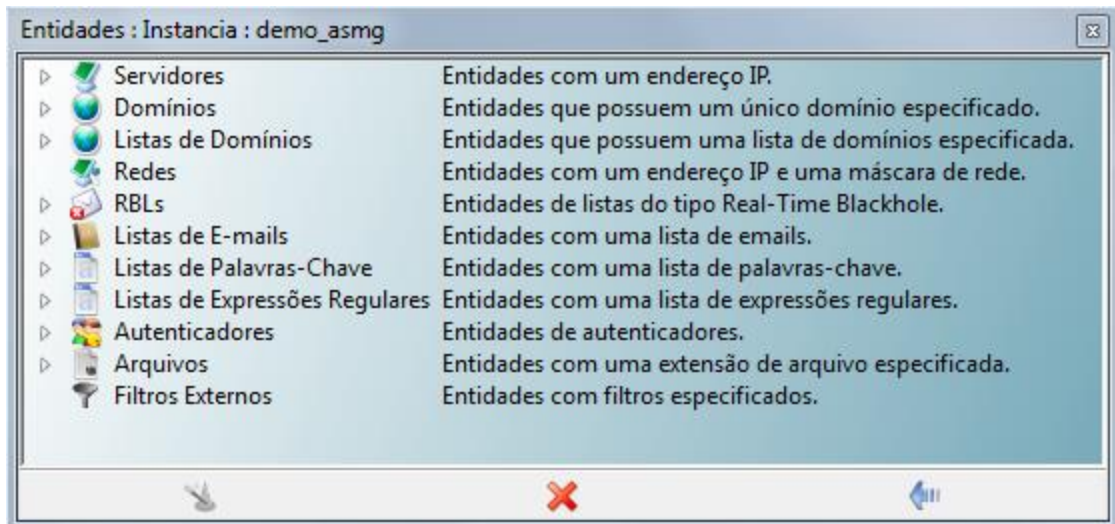 Entidades : Instancia : demo_asmg
Servidores Entidades com um endereço IP.
Domínios Entidades que possuem um único domínio especificado.
Listas de Domínios Entidades que possuem uma lista de domínios especificada.
Redes Entidades com um endereço IP e uma máscara de rede.
RBLs Entidades de listas do tipo Real-Time Blackhole.
Listas de E-mails Entidades com uma lista de emails.
Listas de Palavras-Chave Entidades com uma lista de palavras-chave.
Listas de Expressões Regulares Entidades com uma lista de expressões regulares.
Autenticadores Entidades de autenticadores.
Arquivos Entidades com uma extensão de arquivo especificada.
Filtros Externos Entidades com filtros especificados.